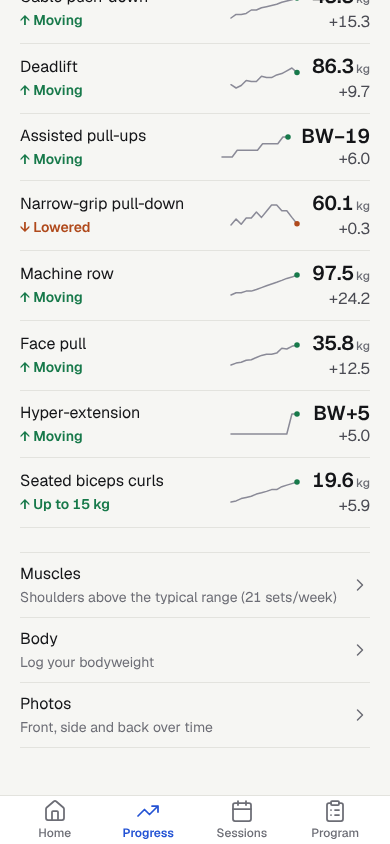 Cable pull-down
↑ Moving
+15.3
Deadlift
86.3 kg
↑ Moving
+9.7
Assisted pull-ups
BW−19
↑ Moving
+6.0
Narrow-grip pull-down
60.1 kg
↓ Lowered
+0.3
Machine row
97.5 kg
↑ Moving
+24.2
Face pull
35.8 kg
↑ Moving
+12.5
Hyper-extension
BW+5
↑ Moving
+5.0
Seated biceps curls
19.6 kg
↑ Up to 15 kg
+5.9
Muscles
Shoulders above the typical range (21 sets/week)
Body
Log your bodyweight
Photos
Front, side and back over time
Home
Progress
Sessions
Program